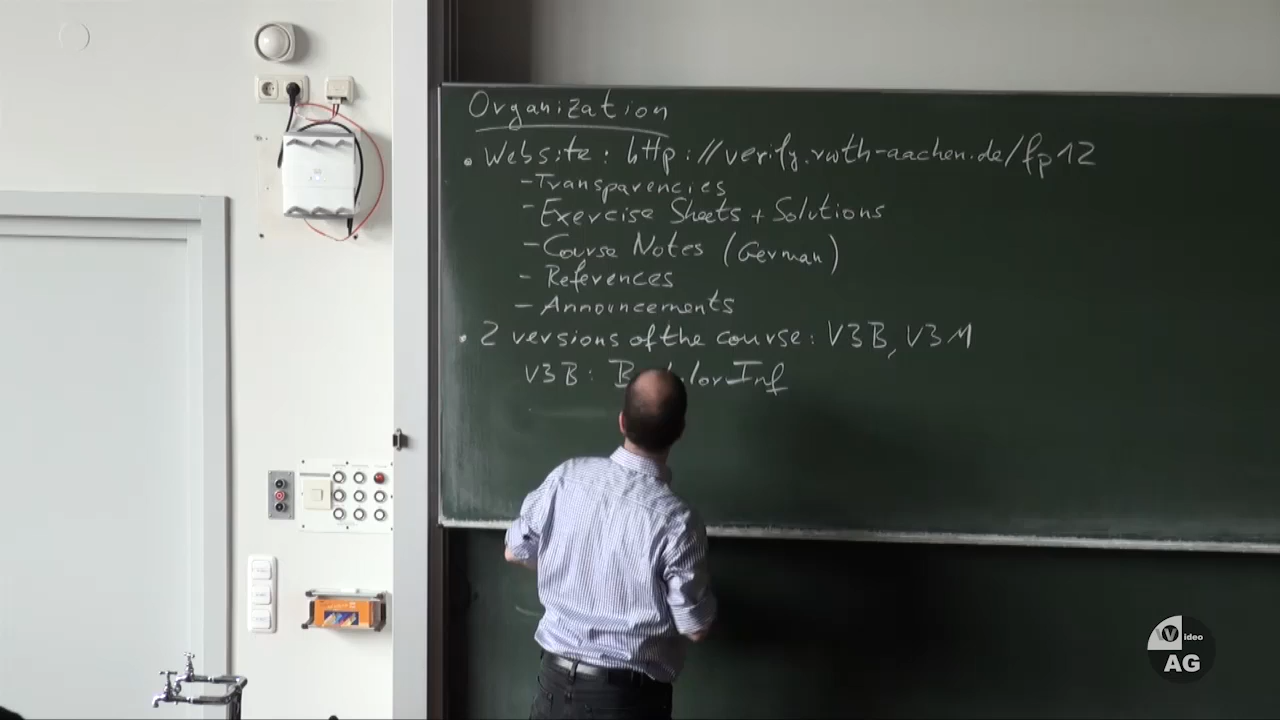 Organization
• Website: http://verify.rwth-aachen.de/fp12
- Transparencies
- Exercise Sheets + Solutions
- Course Notes (German)
- References
- Announcements
• 2 versions of the course: V3B, V3M
V3B: Inf
Video
AG